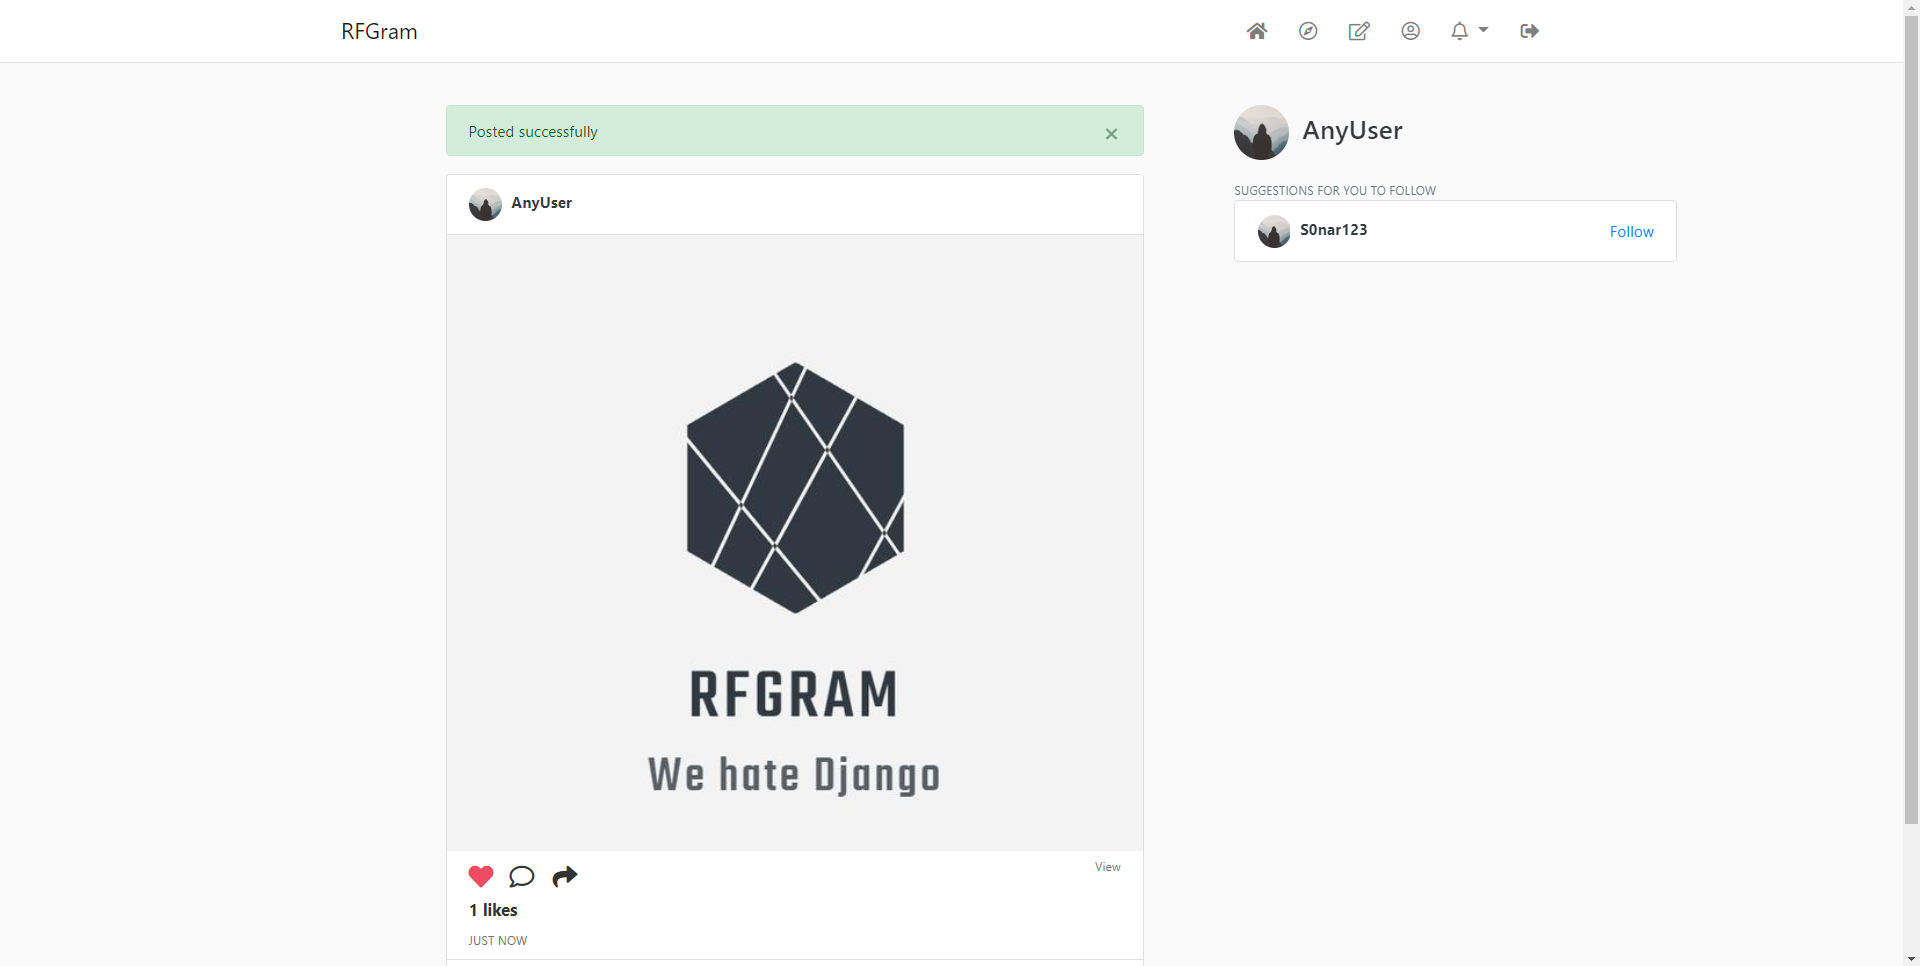 RFGram
Posted successfully
×
AnyUser
RFGRAM
We hate Django
View
1 likes
JUST NOW
AnyUser
SUGGESTIONS FOR YOU TO FOLLOW
S0nar123
Follow